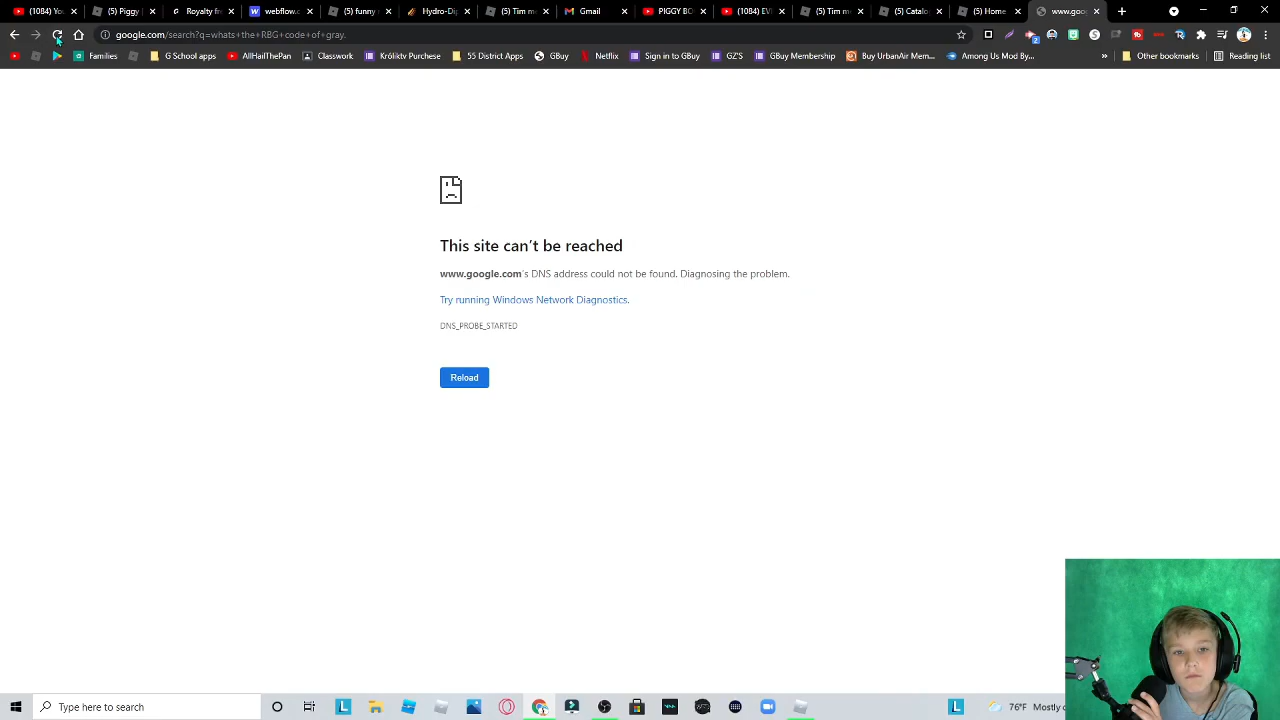 (1084) Yo
(5) Piggy
Royalty fr
webflow.c
(5) funny
Hydro-Di
(5) Tim m
Gmail
PIGGY BO
(1084) EV
(5) Tim m
(5) Catalo
(5) Home
www.goo
google.com/search?q=whats+the+RBG+code+of+gray.
Families
G School apps
AllHailThePan
Classwork
Króliktv Purchese
55 District Apps
GBuy
Netflix
Sign in to GBuy
GZ'S
GBuy Membership
Buy UrbanAir Mem...
Among Us Mod By...
»
Other bookmarks
Reading list
This site can't be reached
www.google.com's DNS address could not be found. Diagnosing the problem.
Try running Windows Network Diagnostics.
DNS_PROBE_STARTED
Reload
Type here to search
76°F Mostly c